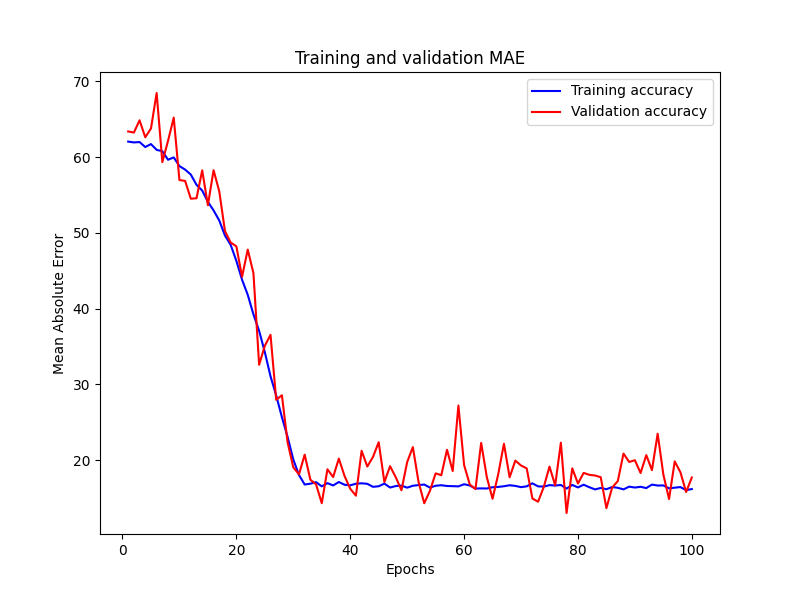 Training and validation MAE
Training accuracy
Validation accuracy
70
60
50
40
30
20
Mean Absolute Error
0
20
40
60
80
100
Epochs